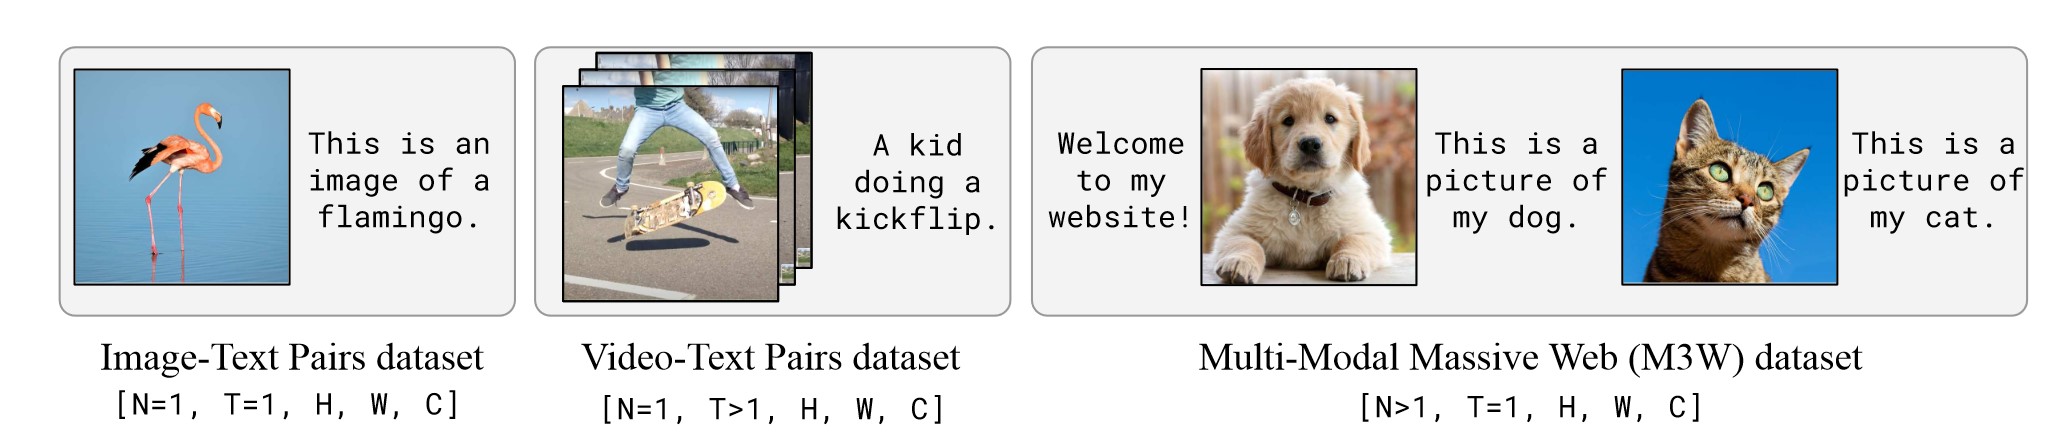 This is an
image of a
flamingo.
A kid
doing a
kickflip.
Welcome
to my
website!
This is a
picture of
my dog.
This is a
picture of
my cat.
Image-Text Pairs dataset
[N=1, T=1, H, W, C]
Video-Text Pairs dataset
[N=1, T>1, H, W, C]
Multi-Modal Massive Web (M3W) dataset
[N>1, T=1, H, W, C]